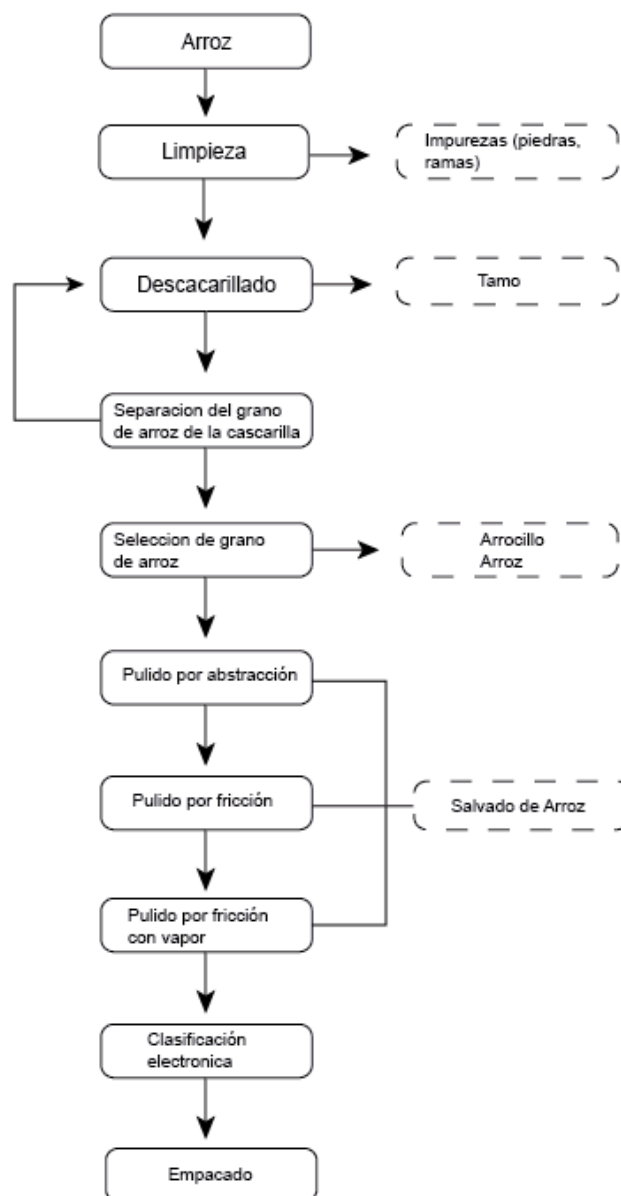 Arroz
Limpieza
Impurezas (piedras,
ramas)
Descacarillado
Tamo
Separacion del grano
de arroz de la cascarilla
Seleccion de grano
de arroz
Arrocillo
Arroz
Pulido por abstracción
Pulido por fricción
Salvado de Arroz
Pulido por fricción
con vapor
Clasificación
electronica
Empacado